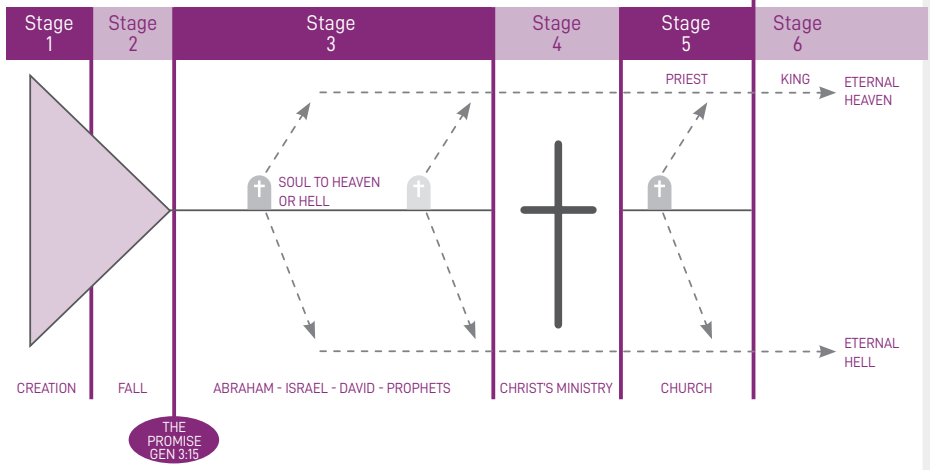 Stage
1
Stage
2
Stage
3
Stage
4
Stage
5
Stage
6
PRIEST
KING
ETERNAL
HEAVEN
SOUL TO HEAVEN
OR HELL
ETERNAL
HELL
CREATION
FALL
ABRAHAM - ISRAEL - DAVID - PROPHETS
CHRIST'S MINISTRY
CHURCH
THE
PROMISE
GEN 3:15